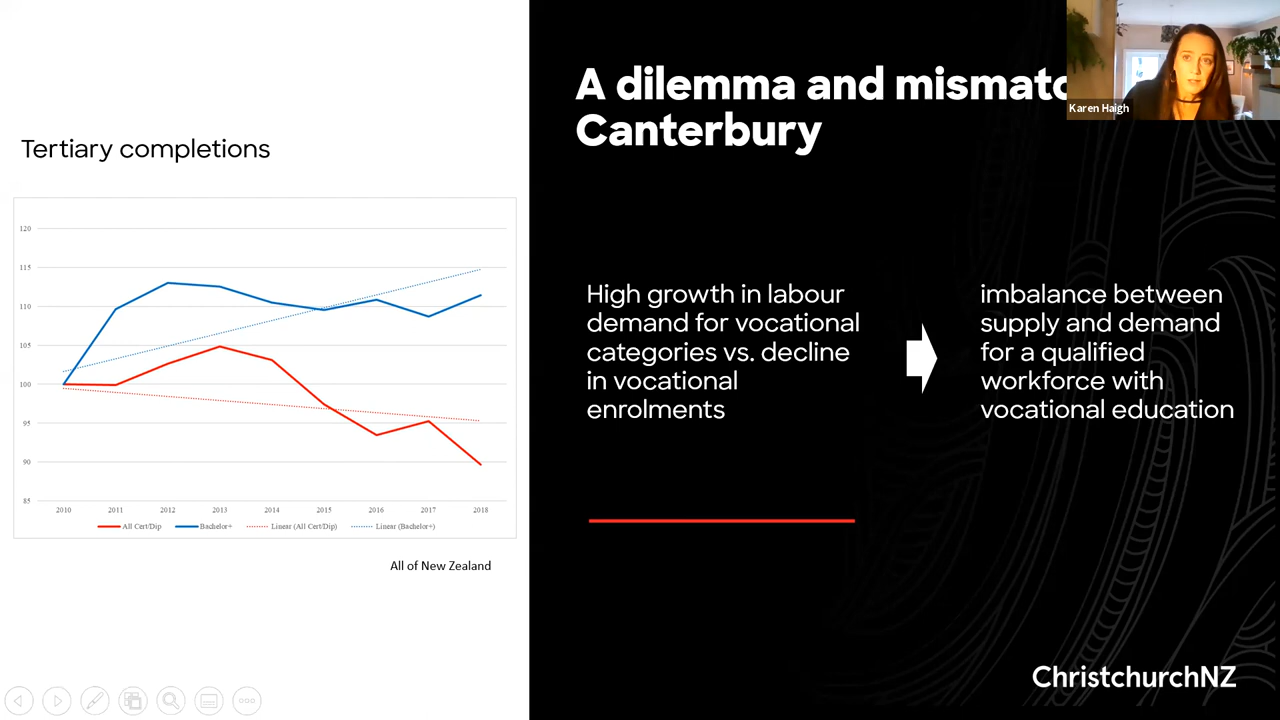 Tertiary completions
120
115
110
105
100
95
90
85
2010 2011 2012 2013 2014 2015 2016 2017 2018
All Cert/Dip Bachelor+ Linear (All Cert/Dip) Linear (Bachelor+)
All of New Zealand
A dilemma and
Canterbury
High growth in labour
demand for vocational
categories vs. decline
in vocational
enrolments
imbalance between
supply and demand
for a qualified
workforce with
vocational education
ChristchurchNZ
Karen Haigh